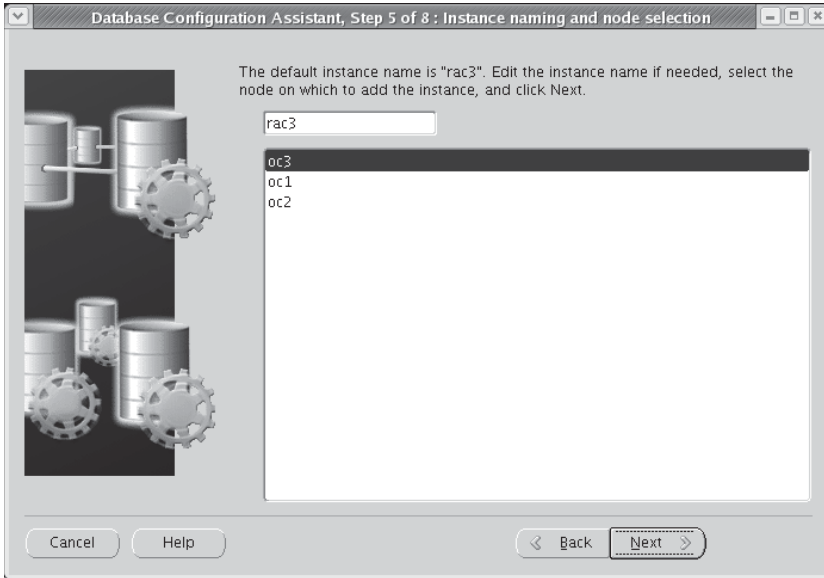 Database Configuration Assistant, Step 5 of 8 : Instance naming and node selection
The default instance name is "rac3". Edit the instance name if needed, select the
node on which to add the instance, and click Next.
rac3
oc3
oc1
oc2
Cancel
Help
Back
Next